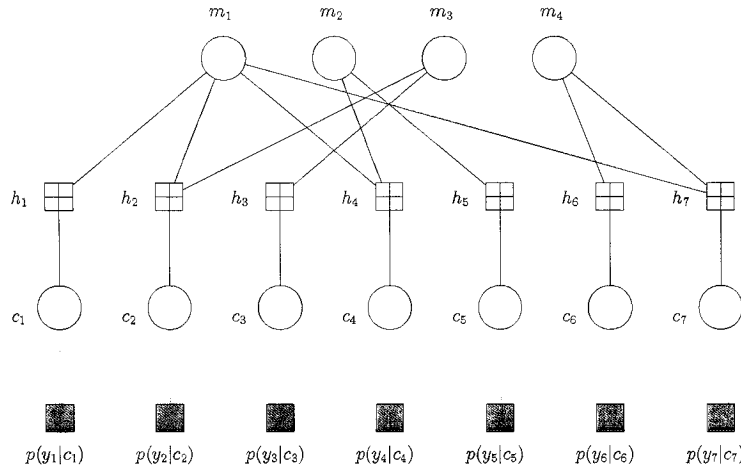 m₁ m₂ m₃ m₄
h₁ h₂ h₃ h₄ h₅ h₆ h₇
c₁ c₂ c₃ c₄ c₅ c₆ c₇
p(y₁|c₁) p(y₂|c₂) p(y₃|c₃) p(y₄|c₄) p(y₅|c₅) p(y₆|c₆) p(y₇|c₇)